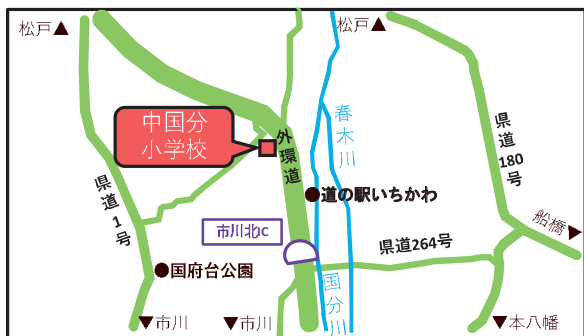 松戸▲
松戸▲
中国分
小学校
外環道
春木川
県道
180
号
県道
1
号
道の駅いちかわ
船橋▼
市川北IC
県道264号
●国府台公園
国分川
▼市川
▼市川
▼本八幡